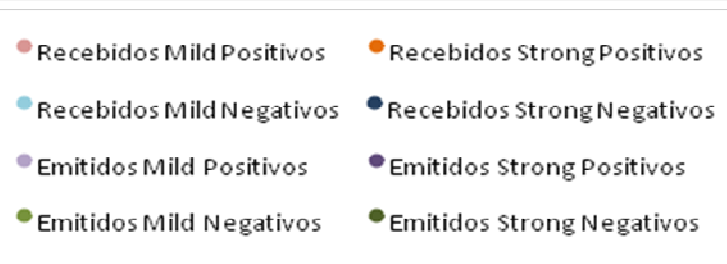 Recebidos Mild Positivos
Recebidos Strong Positivos
Recebidos Mild Negativos
Recebidos Strong Negativos
Emitidos Mild Positivos
Emitidos Strong Positivos
Emitidos Mild Negativos
Emitidos Strong Negativos